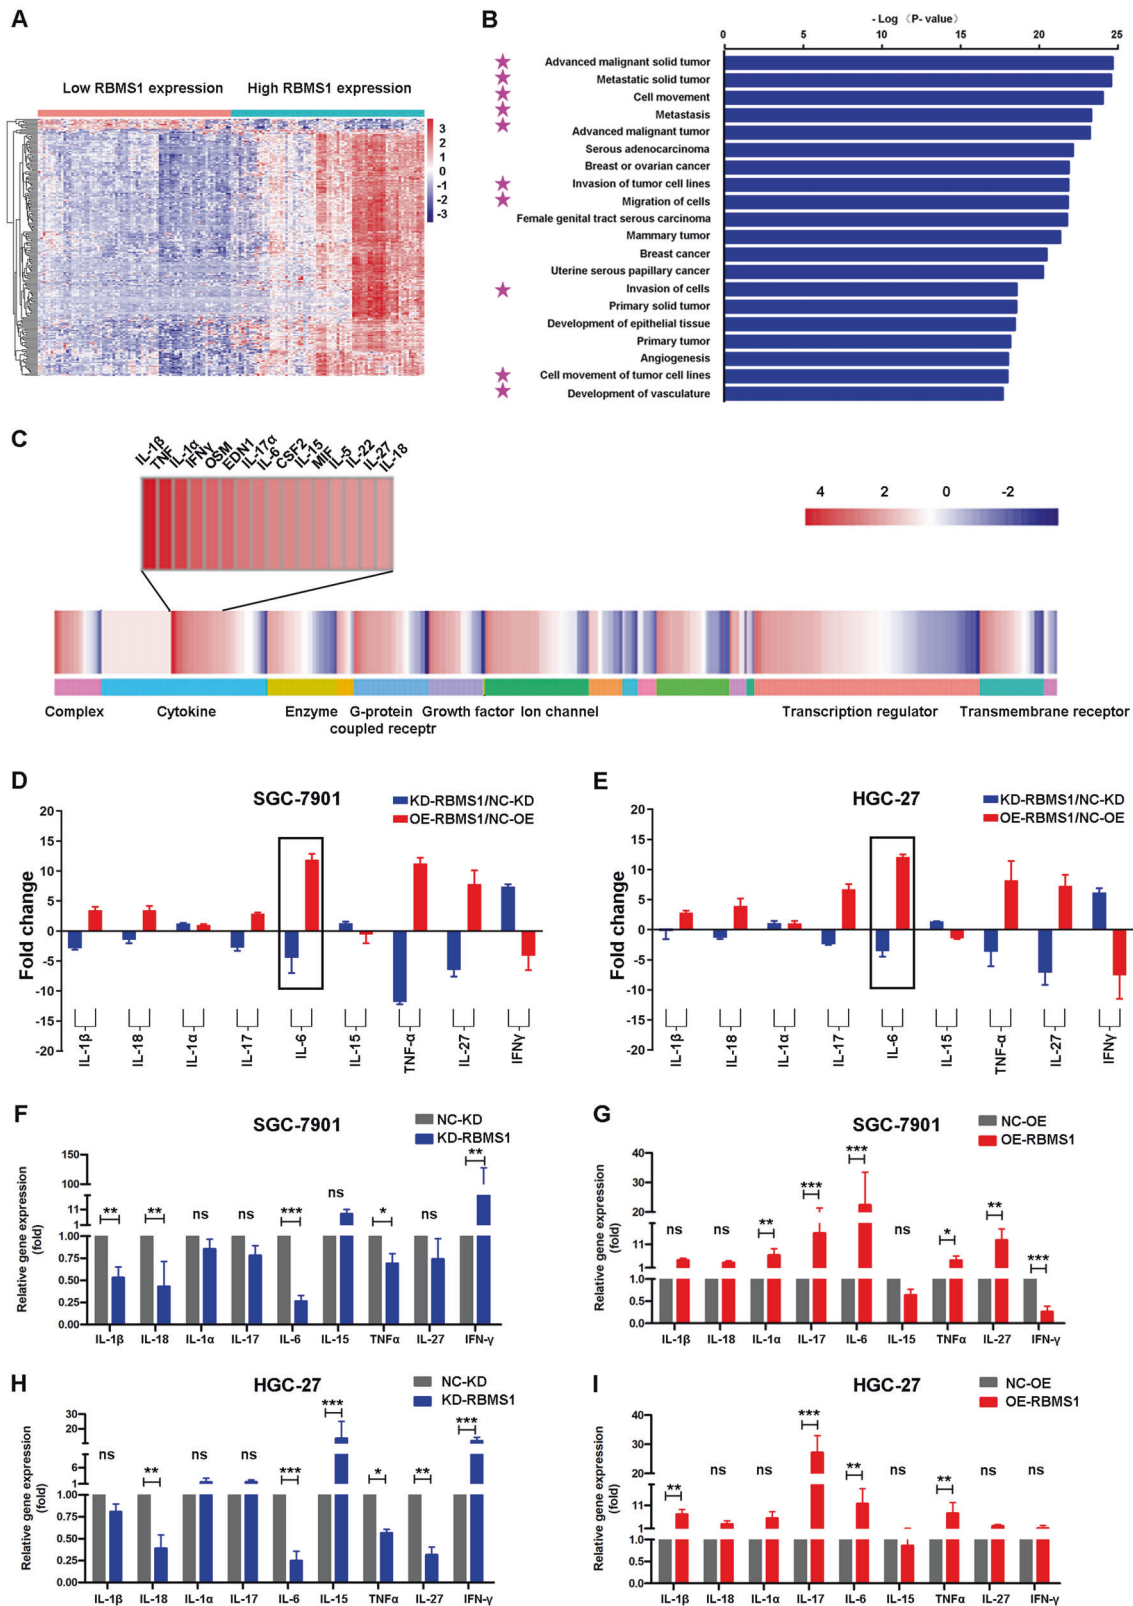 A
Low RBMS1 expression
High RBMS1 expression
3
2
1
0
-1
-2
-3
B
- Log （P- value）
0
5
10
15
20
25
Advanced malignant solid tumor
Metastatic solid tumor
Cell movement
Metastasis
Advanced malignant tumor
Serous adenocarcinoma
Breast or ovarian cancer
Invasion of tumor cell lines
Migration of cells
Female genital tract serous carcinoma
Mammary tumor
Breast cancer
Uterine serous papillary cancer
Invasion of cells
Primary solid tumor
Development of epithelial tissue
Primary tumor
Angiogenesis
Cell movement of tumor cell lines
Development of vasculature
C
IL-1β
TNF
IL-1α
IFNγ
OSM
EDN1
IL-17α
IL-6
CSF2
IL-15
MIF
IL-5
IL-22
IL-27
IL-18
4
2
0
-2
Complex
Cytokine
Enzyme
G-protein
coupled receptr
Growth factor
Ion channel
Transcription regulator
Transmembrane receptor
D
SGC-7901
KD-RBMS1/NC-KD
OE-RBMS1/NC-OE
Fold change
20
15
10
5
0
-5
-10
-15
-20
IL-1β
IL-18
IL-1α
IL-17
IL-6
IL-15
TNF-α
IL-27
IFNγ
E
HGC-27
KD-RBMS1/NC-KD
OE-RBMS1/NC-OE
Fold change
20
15
10
5
0
-5
-10
-15
-20
IL-1β
IL-18
IL-1α
IL-17
IL-6
IL-15
TNF-α
IL-27
IFNγ
F
SGC-7901
NC-KD
KD-RBMS1
Relative gene expression
(fold)
150
100
11
1
1.00
0.75
0.50
0.25
0.00
**
**
ns
ns
***
ns
*
ns
**
IL-1β
IL-18
IL-1α
IL-17
IL-6
IL-15
TNFα
IL-27
IFN-γ
G
SGC-7901
NC-OE
OE-RBMS1
Relative gene expression
(fold)
40
20
11
1
1.0
0.5
0.0
ns
ns
**
***
***
ns
*
**
***
IL-1β
IL-18
IL-1α
IL-17
IL-6
IL-15
TNFα
IL-27
IFN-γ
H
HGC-27
NC-KD
KD-RBMS1
Relative gene expression
(fold)
30
20
6
1
1.00
0.75
0.50
0.25
0.00
ns
**
ns
ns
***
***
*
**
***
IL-1β
IL-18
IL-1α
IL-17
IL-6
IL-15
TNFα
IL-27
IFN-γ
I
HGC-27
NC-OE
OE-RBMS1
Relative gene expression
(fold)
40
30
20
11
1
1.0
0.5
0.0
**
ns
ns
***
**
ns
**
ns
ns
IL-1β
IL-18
IL-1α
IL-17
IL-6
IL-15
TNFα
IL-27
IFN-γ